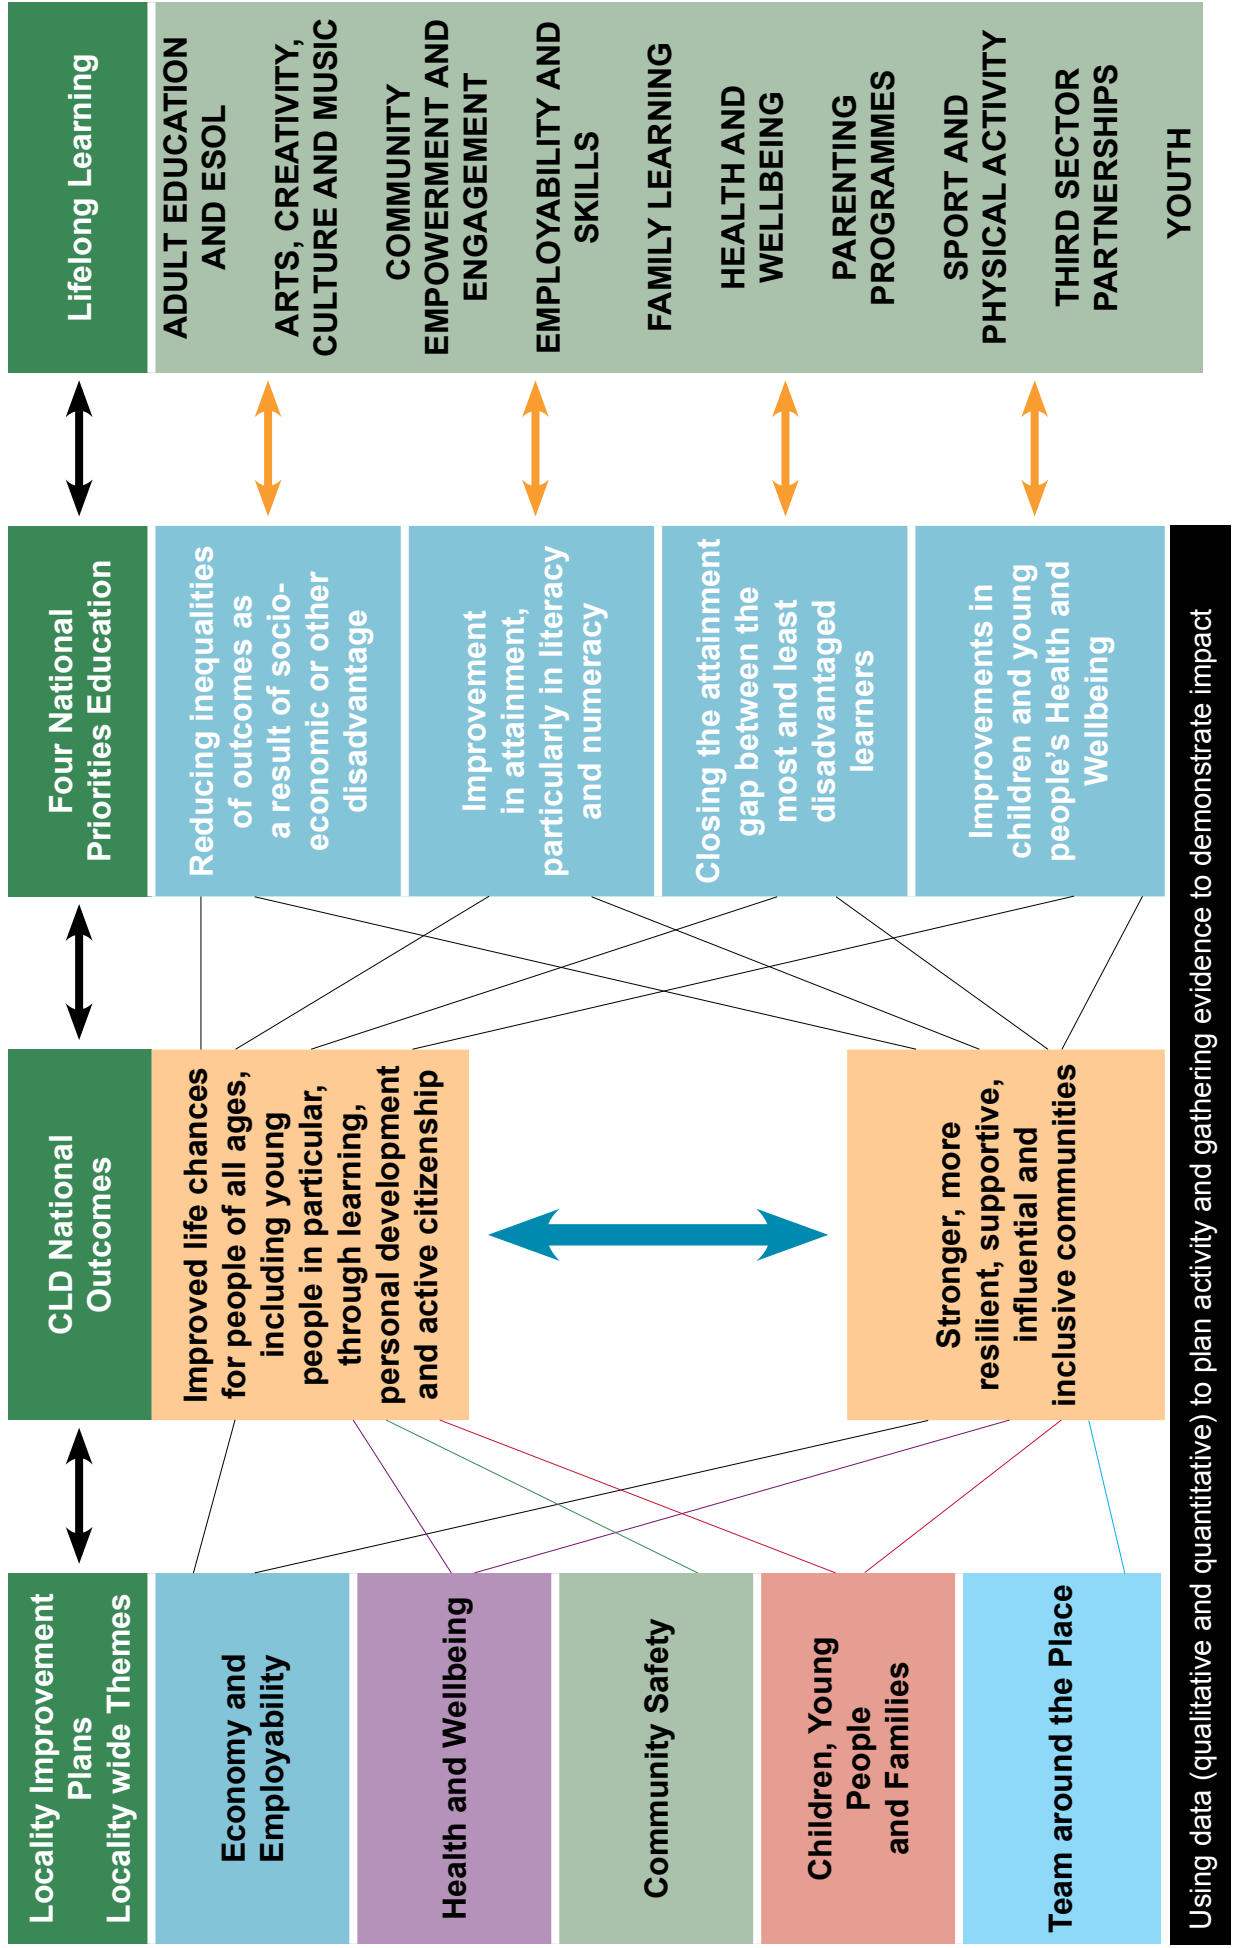 Locality Improvement
Plans
Locality wide Themes
Economy and
Employability
Health and Wellbeing
Community Safety
Children, Young
People
and Families
Team around the Place
CLD National
Outcomes
Improved life chances
for people of all ages,
including young
people in particular,
through learning,
personal development
and active citizenship
Stronger, more
resilient, supportive,
influential and
inclusive communities
Four National
Priorities Education
Reducing inequalities
of outcomes as
a result of socio-
economic or other
disadvantage
Improvement
in attainment,
particularly in literacy
and numeracy
Closing the attainment
gap between the
most and least
disadvantaged
learners
Improvements in
children and young
people's Health and
Wellbeing
Lifelong Learning
ADULT EDUCATION
AND ESOL
ARTS, CREATIVITY,
CULTURE AND MUSIC
COMMUNITY
EMPOWERMENT AND
ENGAGEMENT
EMPLOYABILITY AND
SKILLS
FAMILY LEARNING
HEALTH AND
WELLBEING
PARENTING
PROGRAMMES
SPORT AND
PHYSICAL ACTIVITY
THIRD SECTOR
PARTNERSHIPS
YOUTH
Using data (qualitative and quantitative) to plan activity and gathering evidence to demonstrate impact